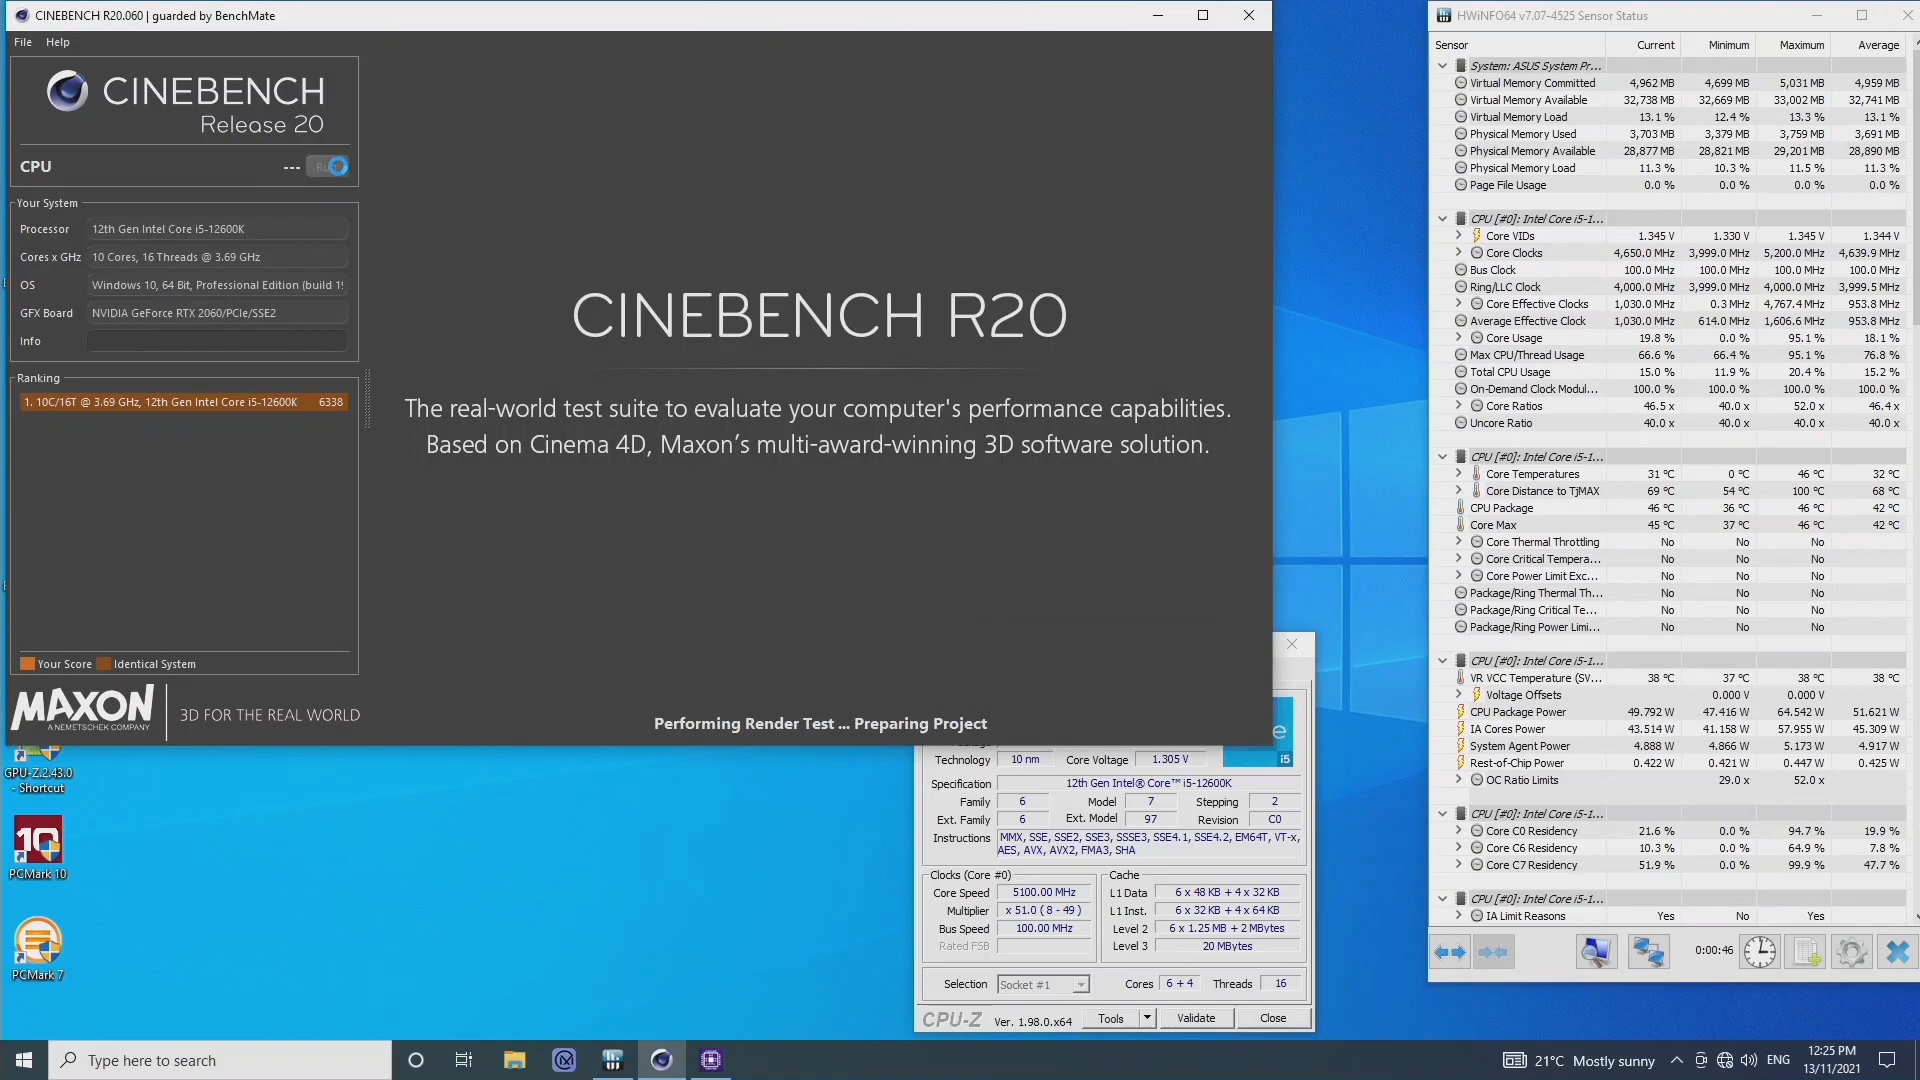 CINEBENCH R20.060 | guarded by BenchMate
File Help
CINEBENCH
Release 20
CPU ---
Your System
Processor 12th Gen Intel Core i5-12600K
Cores x GHz 10 Cores, 16 Threads @ 3.69 GHz
OS Windows 10, 64 Bit, Professional Edition (build 19
GFX Board NVIDIA GeForce RTX 2060/PCIe/SSE2
Info
Ranking
1. 10C/16T @ 3.69 GHz, 12th Gen Intel Core i5-12600K 6338
Your Score Identical System
MAXON
A NEMETSCHEK COMPANY
3D FOR THE REAL WORLD
CINEBENCH R20
The real-world test suite to evaluate your computer's performance capabilities.
Based on Cinema 4D, Maxon's multi-award-winning 3D software solution.
Performing Render Test ... Preparing Project
GPU-Z.2.43.0
- Shortcut
10
PCMark 10
PCMark 7
Technology 10 nm Core Voltage 1.305 V
i5
Specification 12th Gen Intel® Core™ i5-12600K
Family 6 Model 7 Stepping 2
Ext. Family 6 Ext. Model 97 Revision C0
Instructions MMX, SSE, SSE2, SSE3, SSSE3, SSE4.1, SSE4.2, EM64T, VT-x,
AES, AVX, AVX2, FMA3, SHA
Clocks (Core #0)
Core Speed 5100.00 MHz
Multiplier x 51.0 ( 8 - 49 )
Bus Speed 100.00 MHz
Rated FSB
Cache
L1 Data 6 x 48 KB + 4 x 32 KB
L1 Inst. 6 x 32 KB + 4 x 64 KB
Level 2 6 x 1.25 MB + 2 MBytes
Level 3 20 MBytes
Selection Socket #1 Cores 6 + 4 Threads 16
CPU-Z Ver. 1.98.0.x64 Tools Validate Close
HWiNFO64 v7.07-4525 Sensor Status
Sensor Current Minimum Maximum Average
System: ASUS System Pr...
Virtual Memory Committed 4,962 MB 4,699 MB 5,031 MB 4,959 MB
Virtual Memory Available 32,738 MB 32,669 MB 33,002 MB 32,741 MB
Virtual Memory Load 13.1 % 12.4 % 13.3 % 13.1 %
Physical Memory Used 3,703 MB 3,379 MB 3,759 MB 3,691 MB
Physical Memory Available 28,877 MB 28,821 MB 29,201 MB 28,890 MB
Physical Memory Load 11.3 % 10.3 % 11.5 % 11.3 %
Page File Usage 0.0 % 0.0 % 0.0 % 0.0 %
CPU [#0]: Intel Core i5-1...
Core VIDs 1.345 V 1.330 V 1.345 V 1.344 V
Core Clocks 4,650.0 MHz 3,999.0 MHz 5,200.0 MHz 4,639.9 MHz
Bus Clock 100.0 MHz 100.0 MHz 100.0 MHz 100.0 MHz
Ring/LLC Clock 4,000.0 MHz 3,999.0 MHz 4,000.0 MHz 3,999.5 MHz
Core Effective Clocks 1,030.0 MHz 0.3 MHz 4,767.4 MHz 953.8 MHz
Average Effective Clock 1,030.0 MHz 614.0 MHz 1,606.6 MHz 953.8 MHz
Core Usage 19.8 % 0.0 % 95.1 % 18.1 %
Max CPU/Thread Usage 66.6 % 66.4 % 95.1 % 76.8 %
Total CPU Usage 15.0 % 11.9 % 20.4 % 15.2 %
On-Demand Clock Modul... 100.0 % 100.0 % 100.0 % 100.0 %
Core Ratios 46.5 x 40.0 x 52.0 x 46.4 x
Uncore Ratio 40.0 x 40.0 x 40.0 x 40.0 x
CPU [#0]: Intel Core i5-1...
Core Temperatures 31 °C 0 °C 46 °C 32 °C
Core Distance to TjMAX 69 °C 54 °C 100 °C 68 °C
CPU Package 46 °C 36 °C 46 °C 42 °C
Core Max 45 °C 37 °C 46 °C 42 °C
Core Thermal Throttling No No No
Core Critical Tempera... No No No
Core Power Limit Exc... No No No
Package/Ring Thermal Th... No No No
Package/Ring Critical Te... No No No
Package/Ring Power Limi... No No No
CPU [#0]: Intel Core i5-1...
VR VCC Temperature (SV... 38 °C 37 °C 38 °C 38 °C
Voltage Offsets 0.000 V 0.000 V
CPU Package Power 49.792 W 47.416 W 64.542 W 51.621 W
IA Cores Power 43.514 W 41.158 W 57.955 W 45.309 W
System Agent Power 4.888 W 4.866 W 5.173 W 4.917 W
Rest-of-Chip Power 0.422 W 0.421 W 0.447 W 0.425 W
OC Ratio Limits 29.0 x 52.0 x
CPU [#0]: Intel Core i5-1...
Core C0 Residency 21.6 % 0.0 % 94.7 % 19.9 %
Core C6 Residency 10.3 % 0.0 % 64.9 % 7.8 %
Core C7 Residency 51.9 % 0.0 % 99.9 % 47.7 %
CPU [#0]: Intel Core i5-1...
IA Limit Reasons Yes No Yes
0:00:46
Type here to search
21°C Mostly sunny
ENG
12:25 PM
13/11/2021